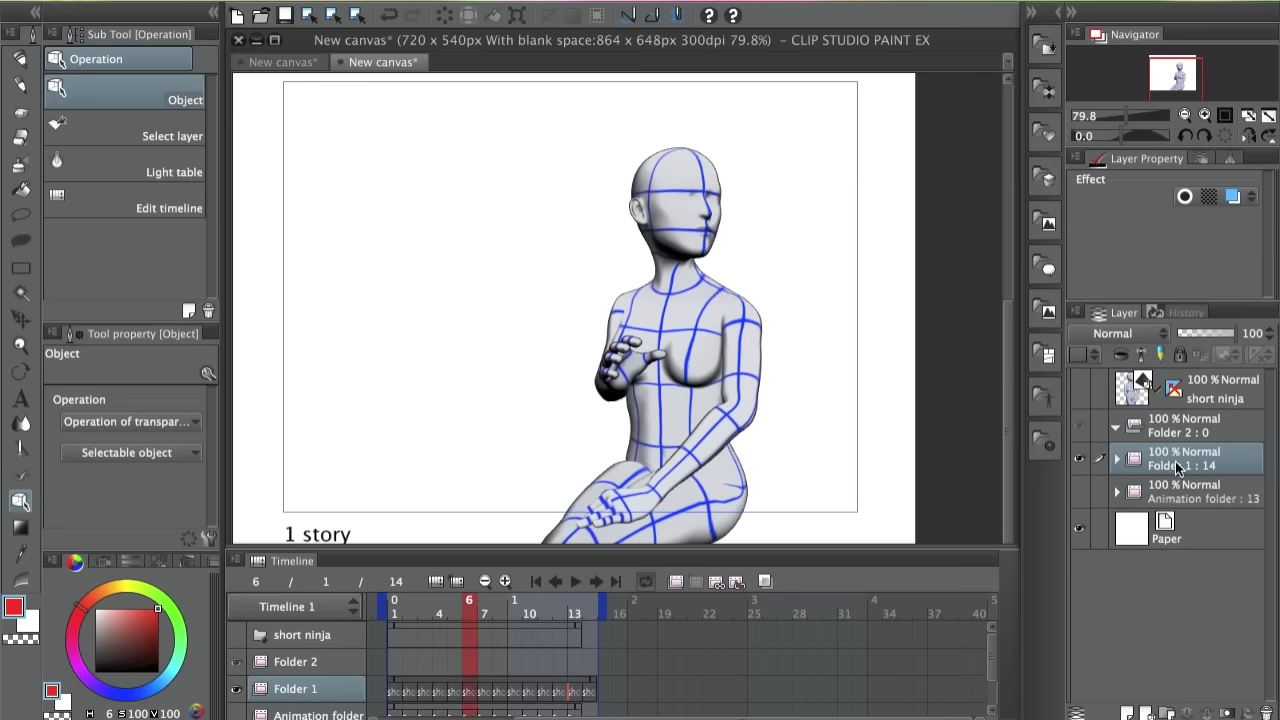 Sub Tool [Operation]
Operation
Object
Select layer
Light table
Edit timeline
Tool property [Object]
Object
Operation
Operation of transpar...
Selectable object
H 6 S 100 V 100
New canvas* (720 x 540px With blank space:864 x 648px 300dpi 79.8%) - CLIP STUDIO PAINT EX
New canvas*
New canvas*
1 story
Timeline
6 / 1 / 14
Timeline 1
0 6 1 2 3 4 5
1 4 7 10 13 16 19 22 25 28 31 34 37 40
short ninja
Folder 2
Folder 1
Animation folder
Navigator
79.8
0.0
Layer Property
Effect
Layer
History
Normal
100
100 % Normal
short ninja
100 % Normal
Folder 2 : 0
100 % Normal
Folder 1 : 14
100 % Normal
Animation folder : 13
Paper